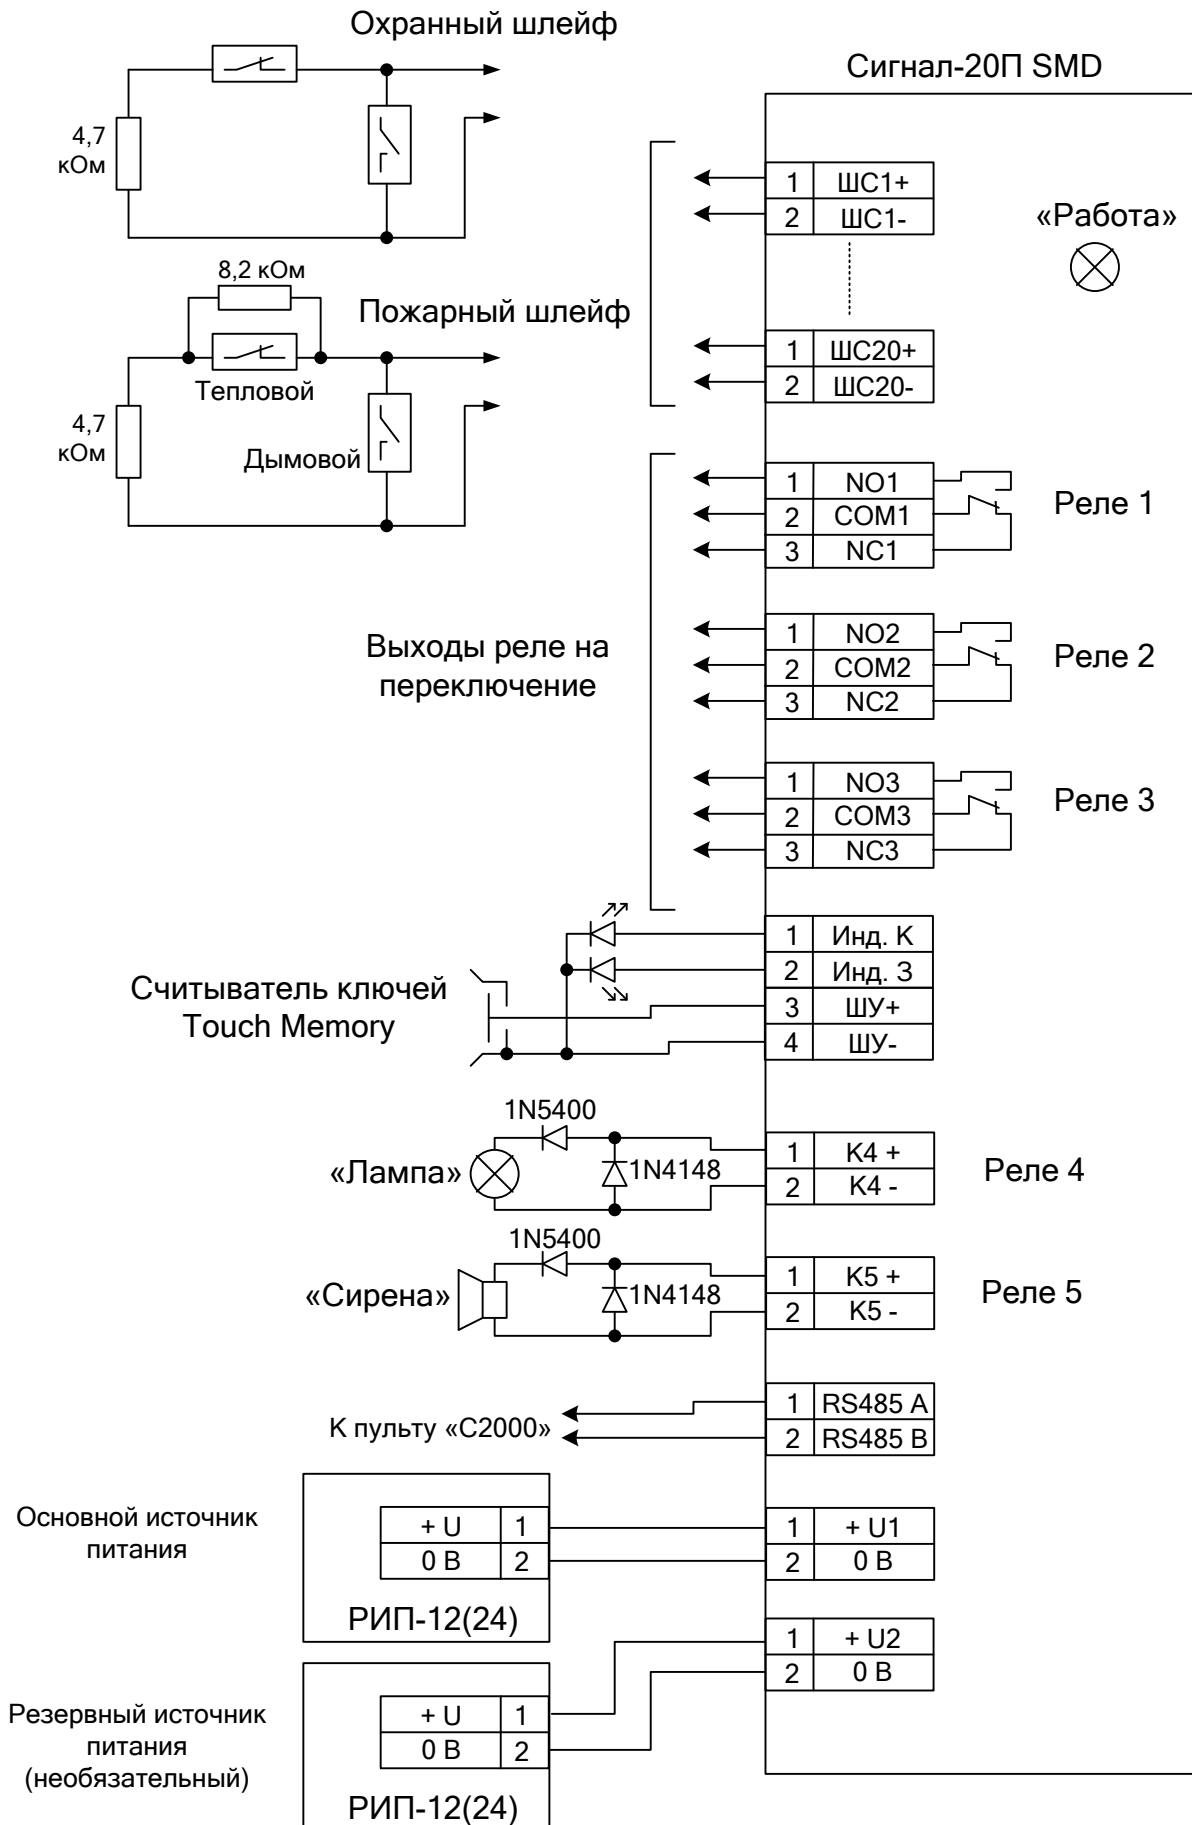 Охранный шлейф
4,7
кОм
8,2 кОм
Пожарный шлейф
Тепловой
4,7
кОм
Дымовой
Сигнал-20П SMD
«Работа»
1 ШС1+
2 ШС1-
1 ШС20+
2 ШС20-
Выходы реле на
переключение
1 NO1
2 COM1
3 NC1
Реле 1
1 NO2
2 COM2
3 NC2
Реле 2
1 NO3
2 COM3
3 NC3
Реле 3
Считыватель ключей
Touch Memory
1 Инд. К
2 Инд. З
3 ШУ+
4 ШУ-
1N5400
«Лампа»
1N4148
1 К4 +
2 К4 -
Реле 4
1N5400
«Сирена»
1N4148
1 К5 +
2 К5 -
Реле 5
К пульту «С2000»
1 RS485 A
2 RS485 B
Основной источник
питания
+ U 1
0 В 2
РИП-12(24)
1 + U1
2 0 В
Резервный источник
питания
(необязательный)
+ U 1
0 В 2
РИП-12(24)
1 + U2
2 0 В